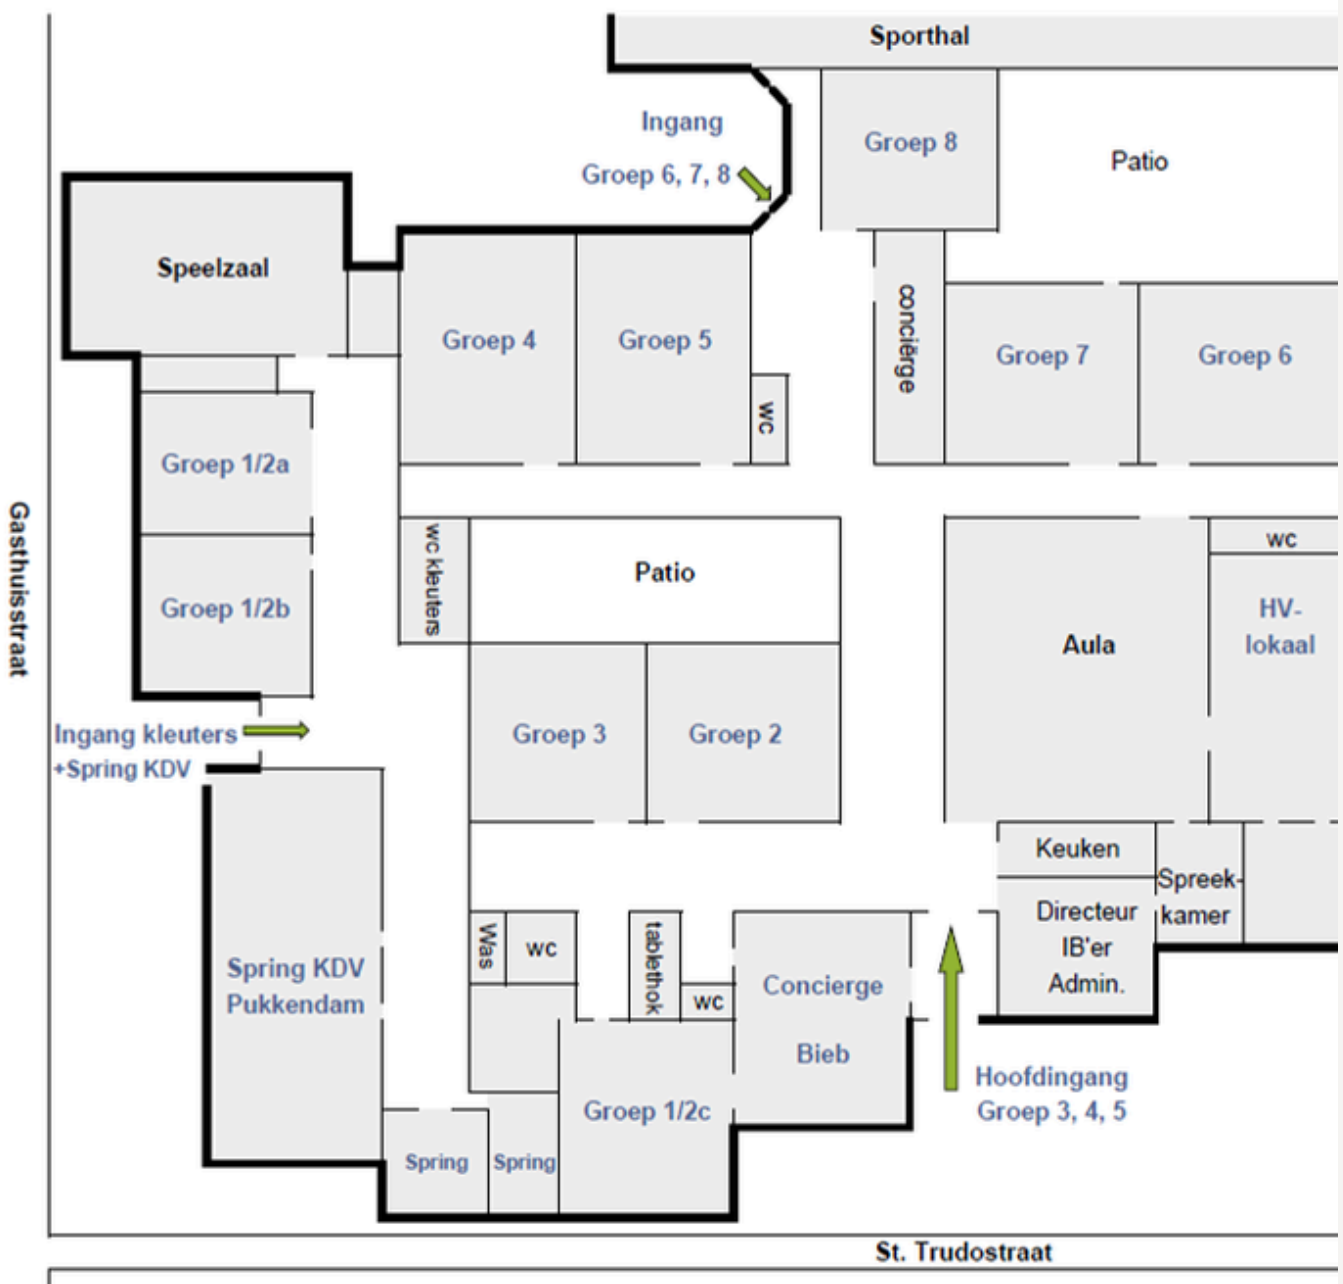 Sporthal
Ingang
Groep 6, 7, 8
Groep 8
Patio
Speelzaal
Groep 4
Groep 5
conciërge
Groep 7
Groep 6
wc
Groep 1/2a
Gasthuisstraat
wc kleuters
Patio
wc
Groep 1/2b
HV-
lokaal
Aula
Ingang kleuters
+Spring KDV
Groep 3
Groep 2
Keuken
Spreek-
kamer
Directeur
IB'er
Admin.
Was
wc
tablethok
wc
Spring KDV
Pukkendam
Concierge
Bieb
Hoofdingang
Groep 3, 4, 5
Groep 1/2c
Spring
Spring
St. Trudostraat